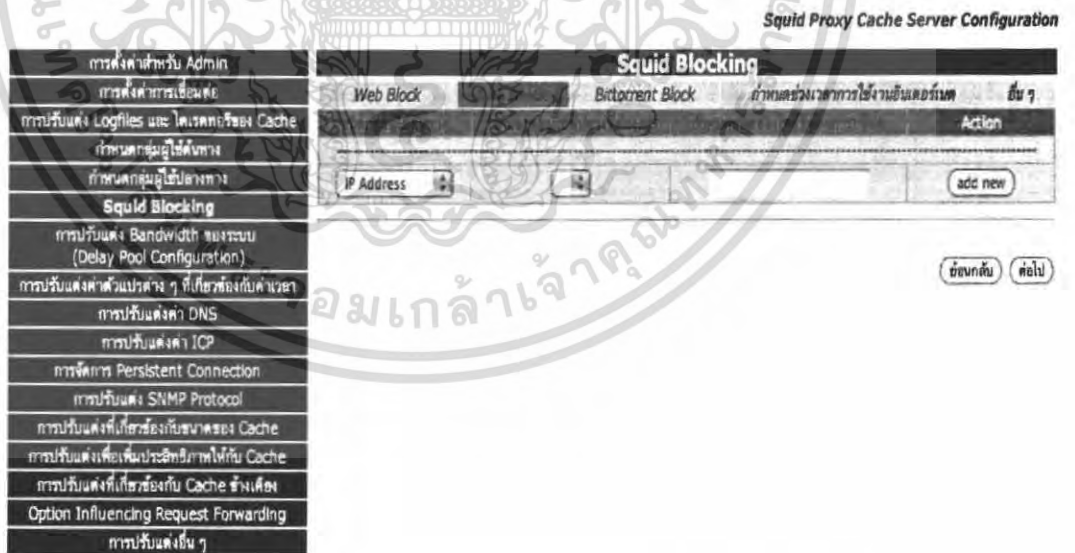 Squid Proxy Cache Server Configuration
การตั้งค่าสำหรับ Admin
การตั้งค่าการเชื่อมต่อ
การปรับแต่ง Logfiles และ ไดเรคทอรีของ Cache
กำหนดกลุ่มผู้ใช้ต้นทาง
กำหนดกลุ่มผู้ใช้ปลายทาง
Squid Blocking
การปรับแต่ง Bandwidth ของระบบ
(Delay Pool Configuration)
การปรับแต่งค่าตัวแปรต่าง ๆ ที่เกี่ยวข้องกับค่าเวลา
การปรับแต่งค่า DNS
การปรับแต่งค่า ICP
การจัดการ Persistent Connection
การปรับแต่ง SNMP Protocol
การปรับแต่งที่เกี่ยวข้องกับขนาดของ Cache
การปรับแต่งเพื่อเพิ่มประสิทธิภาพให้กับ Cache
การปรับแต่งที่เกี่ยวข้องกับ Cache ข้างเคียง
Option Influencing Request Forwarding
การปรับแต่งอื่น ๆ
Squid Blocking
Web Block Bittorrent Block กำหนดช่วงเวลาการใช้งานอินเตอร์เนต อื่น ๆ
Action
IP Address add new
ย้อนกลับ ต่อไป
อมเกล้าเจ้าคุณทหาร